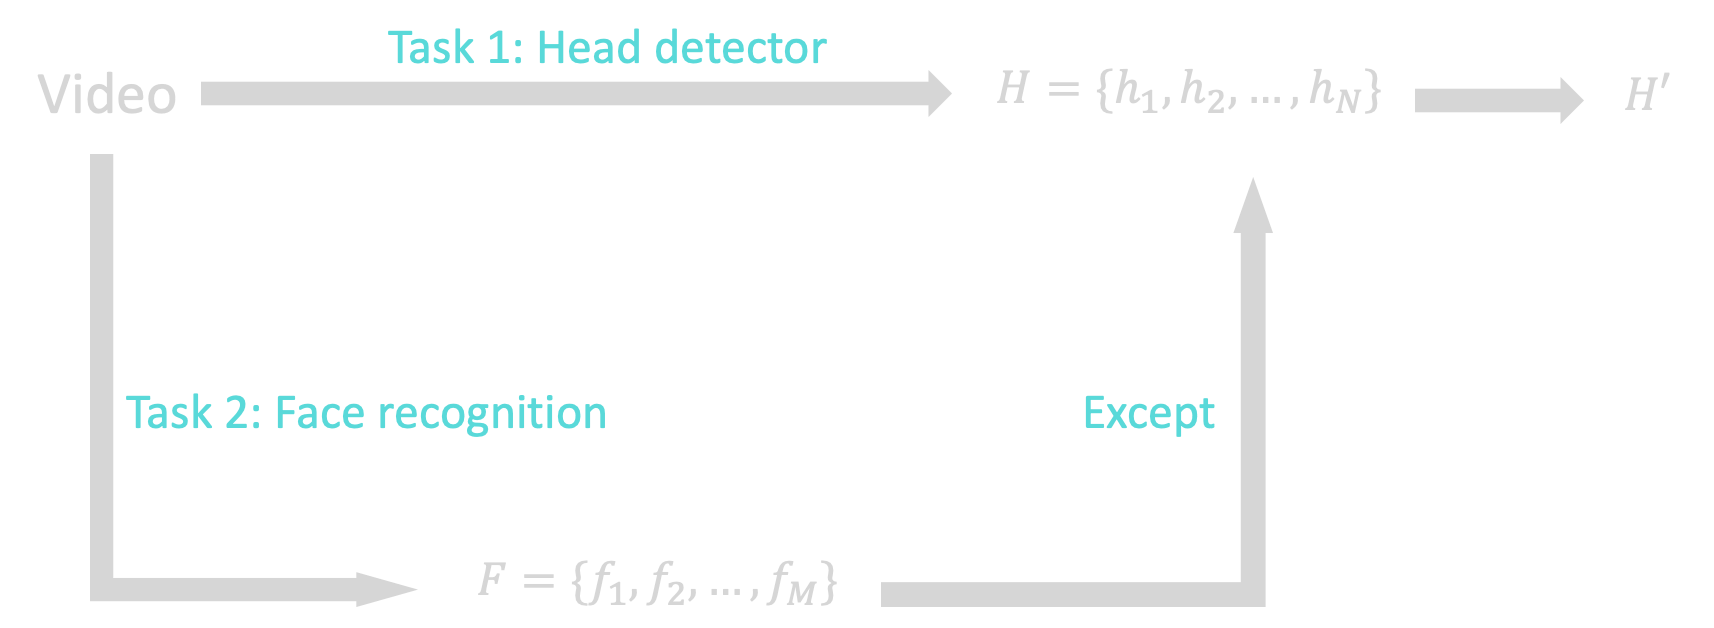 Task 1: Head detector
Video
H = {h₁, h₂, ..., h_N}
H′
Task 2: Face recognition
Except
F = {f₁, f₂, ..., f_M}